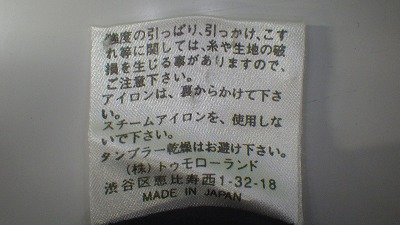 強度の引っぱり、引っかけ、こす
れ等に関しては、糸や生地の破
損を生じる事がありますので、
ご注意下さい。
アイロンは、裏からかけて下さ
い。
スチームアイロンを、使用しな
いで下さい。
タンブラー乾燥はお避け下さい。
(株)トゥモローランド
渋谷区恵比寿西1-32-18
MADE IN JAPAN